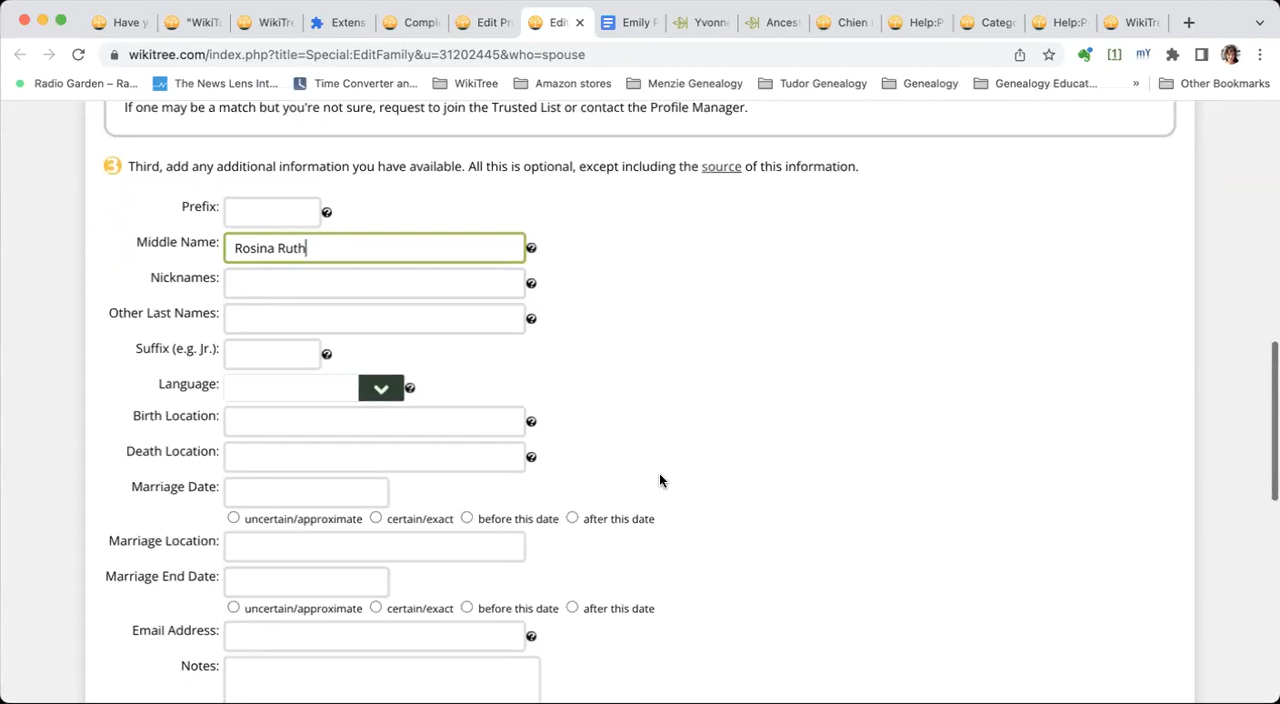 Have y
"WikiTr
WikiTre
Extens
Compl
Edit Pr
Edi
Emily F
Yvonn
Ances
Chien
Help:P
Categ
Help:P
WikiTr
wikitree.com/index.php?title=Special:EditFamily&u=31202445&who=spouse
[1]
mY
Radio Garden – Ra...
The News Lens Int...
Time Converter an...
WikiTree
Amazon stores
Menzie Genealogy
Tudor Genealogy
Genealogy
Genealogy Educat...
»
Other Bookmarks
If one may be a match but you're not sure, request to join the Trusted List or contact the Profile Manager.
3 Third, add any additional information you have available. All this is optional, except including the source of this information.
Prefix:
Middle Name: Rosina Ruth
Nicknames:
Other Last Names:
Suffix (e.g. Jr.):
Language:
Birth Location:
Death Location:
Marriage Date:
uncertain/approximate certain/exact before this date after this date
Marriage Location:
Marriage End Date:
uncertain/approximate certain/exact before this date after this date
Email Address:
Notes: